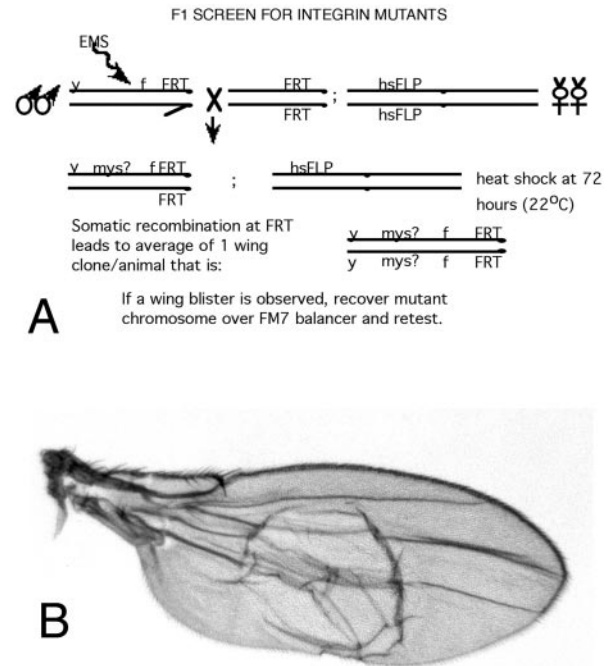 F1 SCREEN FOR INTEGRIN MUTANTS
EMS
y f FRT X FRT ; hsFLP
FRT hsFLP
y mys? f FRT ; hsFLP
FRT
heat shock at 72
hours (22°C)
Somatic recombination at FRT
leads to average of 1 wing
clone/animal that is:
y mys? f FRT
y mys? f FRT
If a wing blister is observed, recover mutant
chromosome over FM7 balancer and retest.
A
B